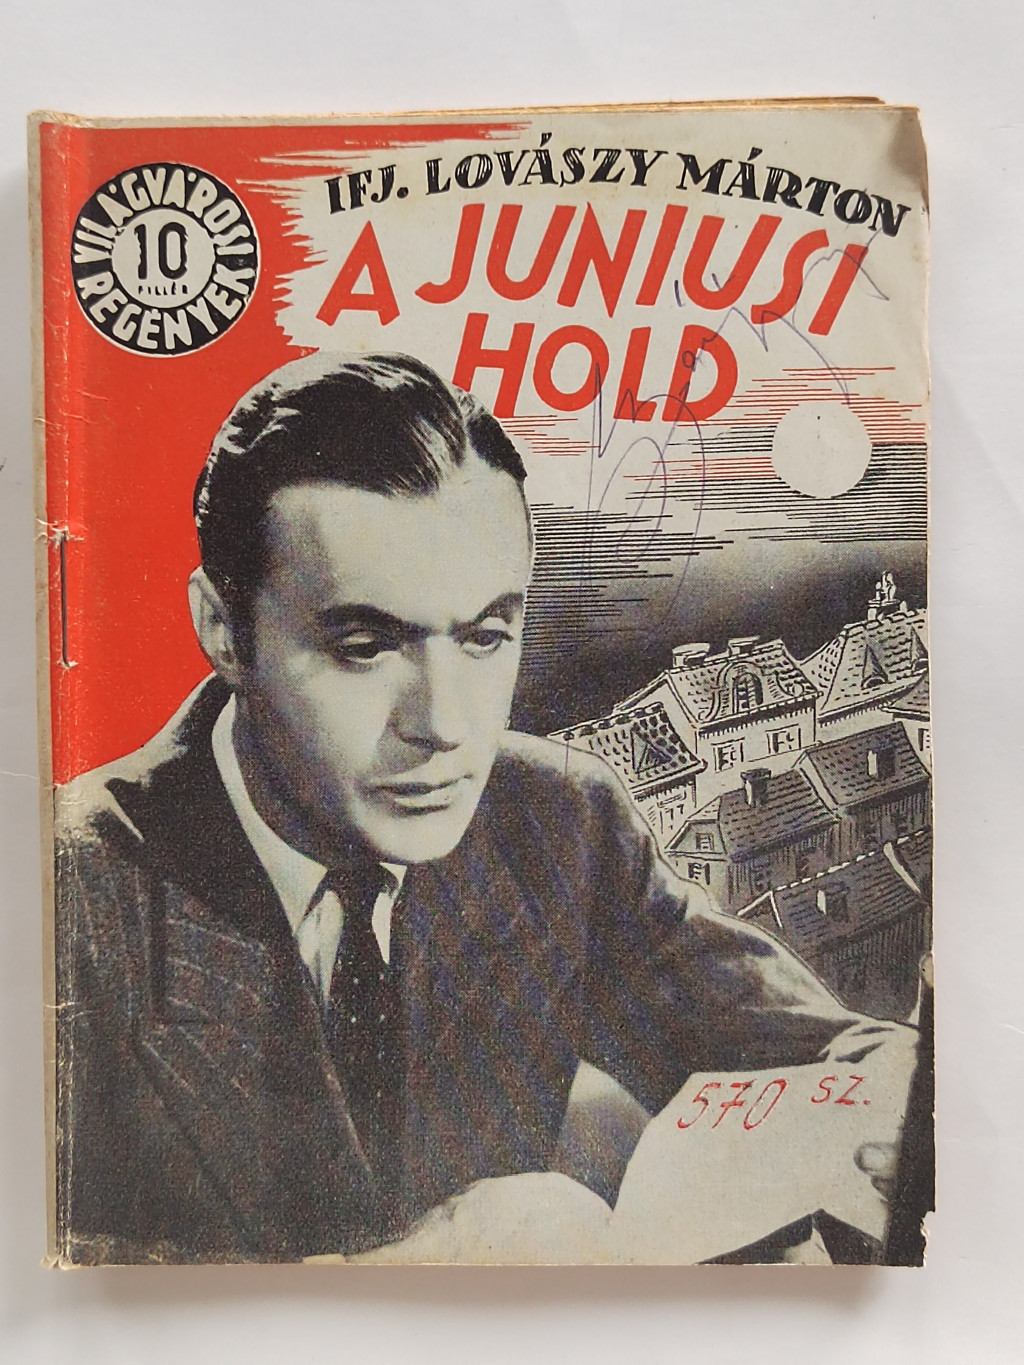 VILÁGVÁROSI
10
FILLÉR
REGÉNYEK
IFJ. LOVÁSZY MÁRTON
A JUNIUSI
HOLD
570 SZ.